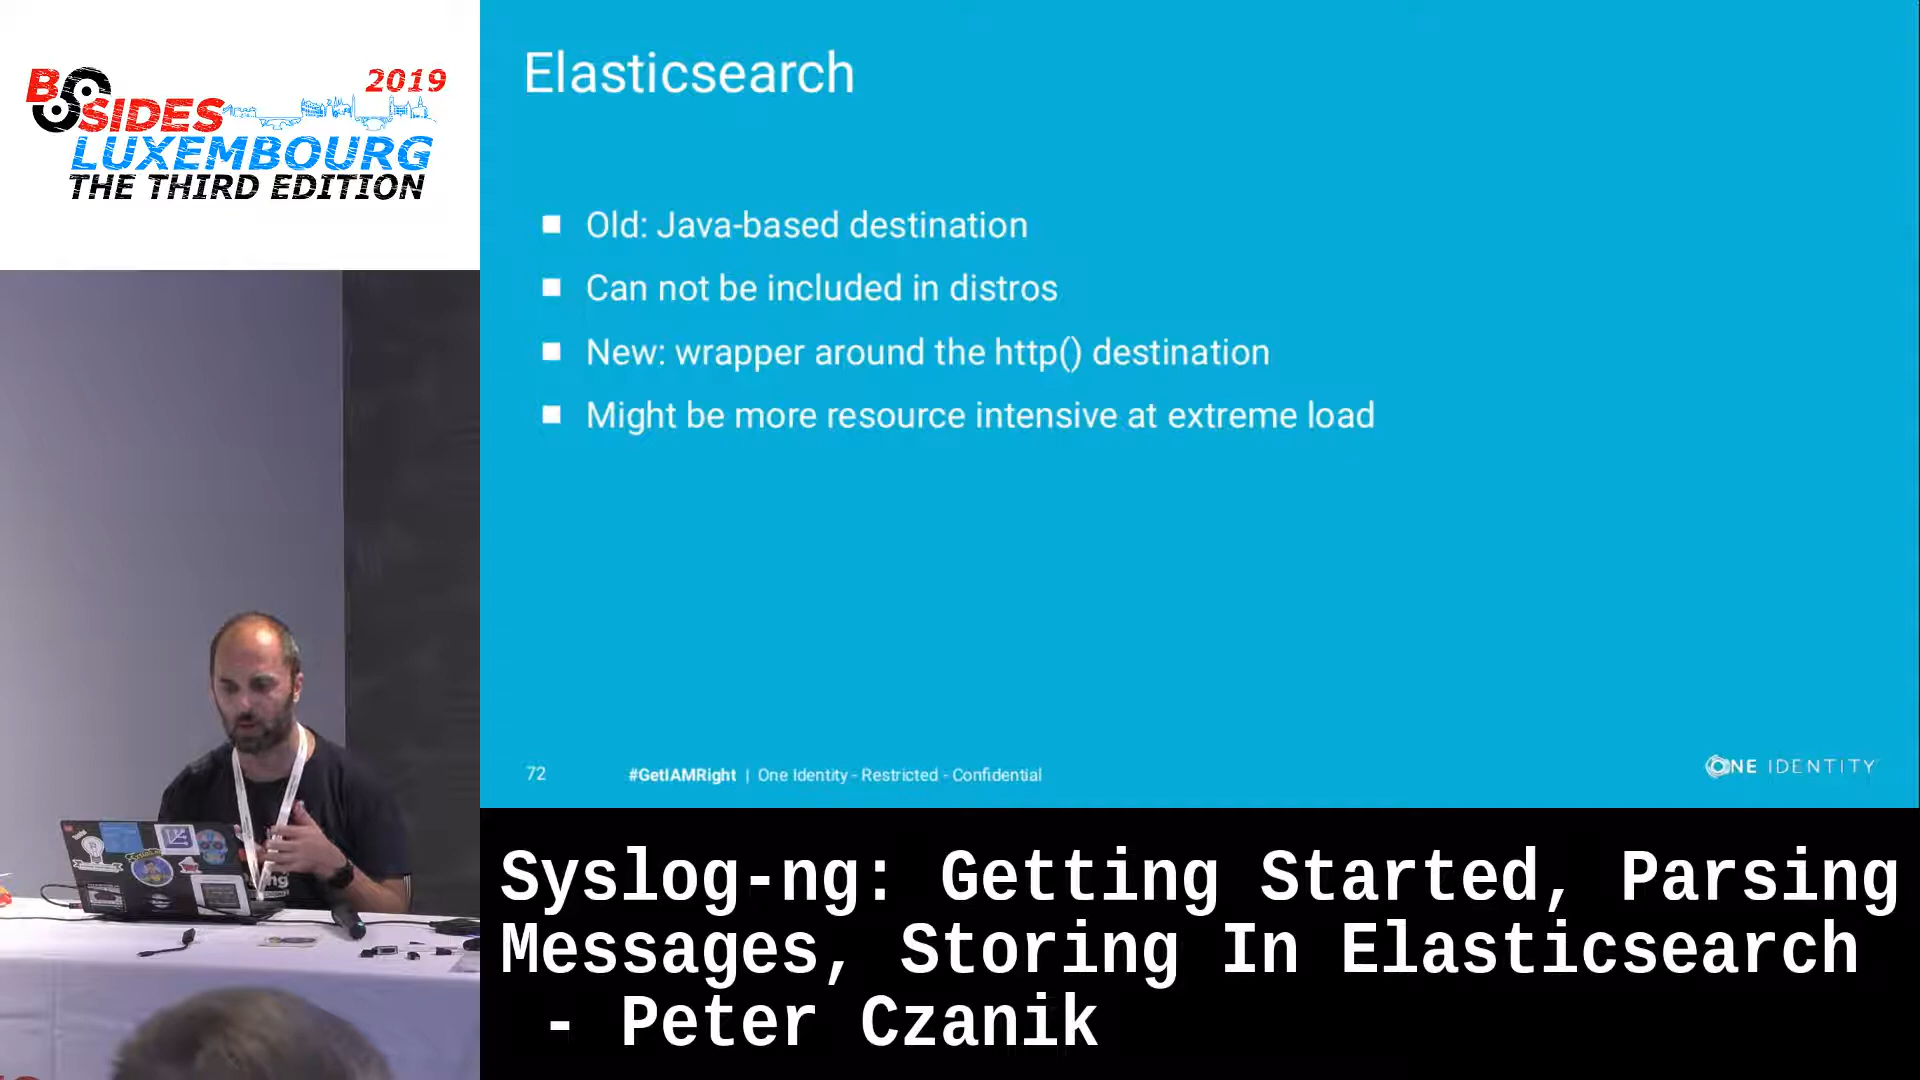 BSIDES
2019
LUXEMBOURG
THE THIRD EDITION
Elasticsearch
Old: Java-based destination
Can not be included in distros
New: wrapper around the http() destination
Might be more resource intensive at extreme load
72
#GetIAMRight | One Identity - Restricted - Confidential
ONE IDENTITY
Syslog-ng: Getting Started, Parsing
Messages, Storing In Elasticsearch
- Peter Czanik